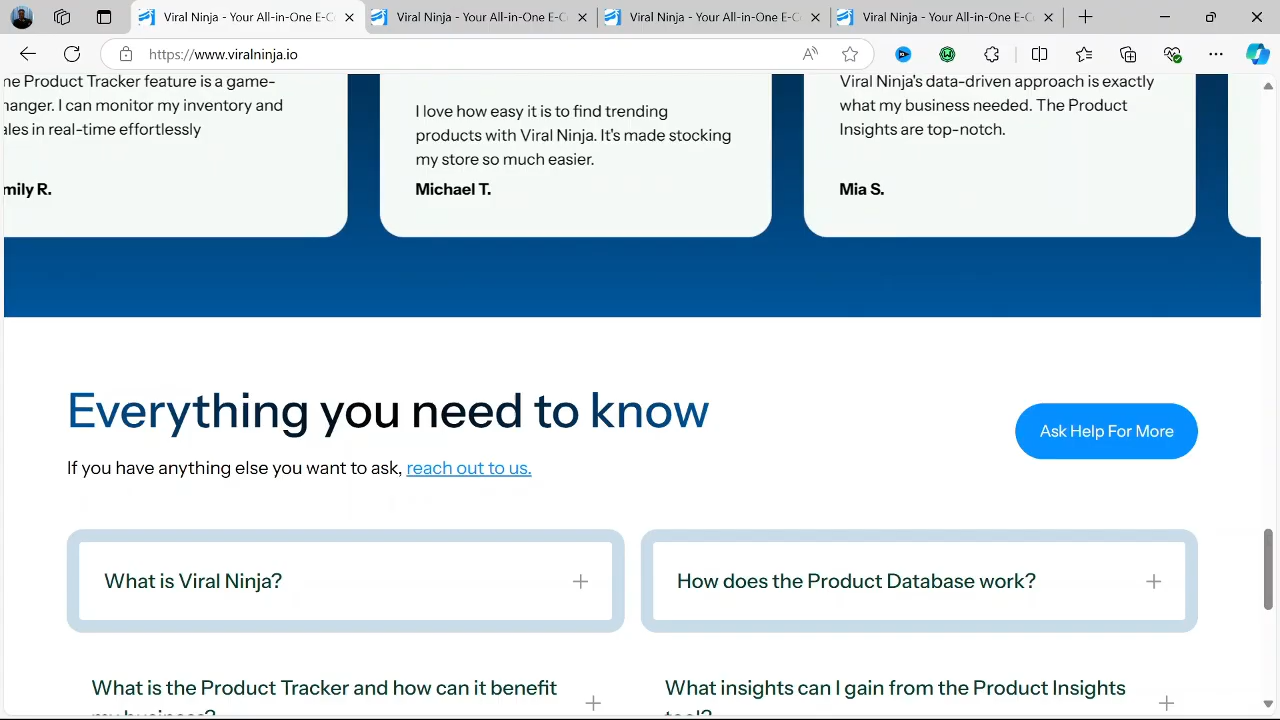 Viral Ninja - Your All-in-One E-C
Viral Ninja - Your All-in-One E-C
Viral Ninja - Your All-in-One E-C
Viral Ninja - Your All-in-One E-C
https://www.viralninja.io
ne Product Tracker feature is a game-
hanger. I can monitor my inventory and
ales in real-time effortlessly
mily R.
I love how easy it is to find trending
products with Viral Ninja. It's made stocking
my store so much easier.
Michael T.
Viral Ninja's data-driven approach is exactly
what my business needed. The Product
Insights are top-notch.
Mia S.
Everything you need to know
If you have anything else you want to ask, reach out to us.
Ask Help For More
What is Viral Ninja?
How does the Product Database work?
What is the Product Tracker and how can it benefit
my business?
What insights can I gain from the Product Insights
tool?